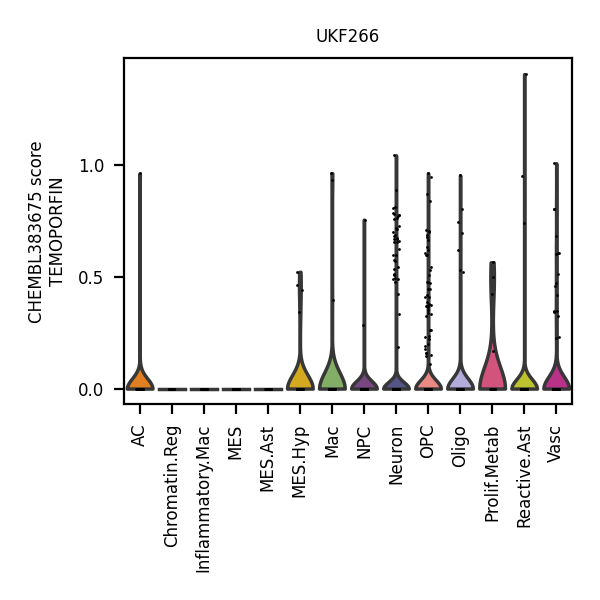 UKF266
CHEMBL383675 score
TEMOPORFIN
1.0
0.5
0.0
AC
Chromatin.Reg
Inflammatory.Mac
MES
MES.Ast
MES.Hyp
Mac
NPC
Neuron
OPC
Oligo
Prolif.Metab
Reactive.Ast
Vasc